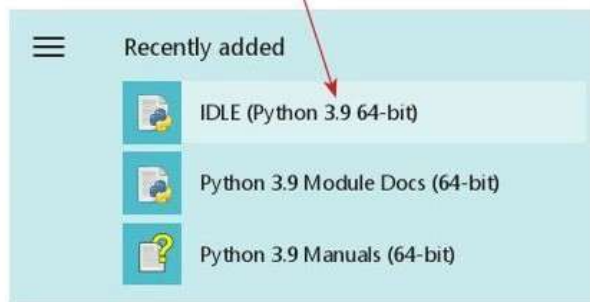 Recently added
IDLE (Python 3.9 64-bit)
Python 3.9 Module Docs (64-bit)
Python 3.9 Manuals (64-bit)